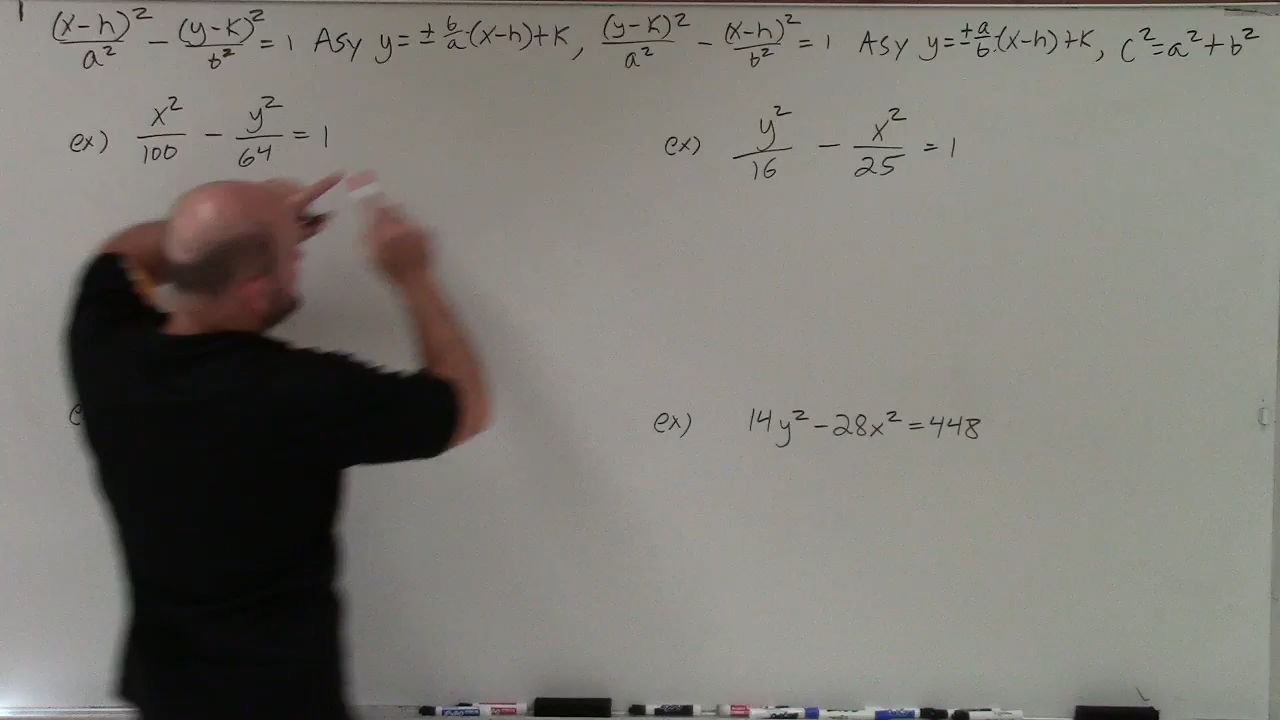 (x-h)²/a² - (y-k)²/b² = 1 Asy y=± b/a (x-h)+k, (y-k)²/a² - (x-h)²/b² = 1 Asy y=± a/b (x-h)+k, c²=a²+b²
ex) x²/100 - y²/64 = 1
ex) y²/16 - x²/25 = 1
ex) 14y²-28x²=448